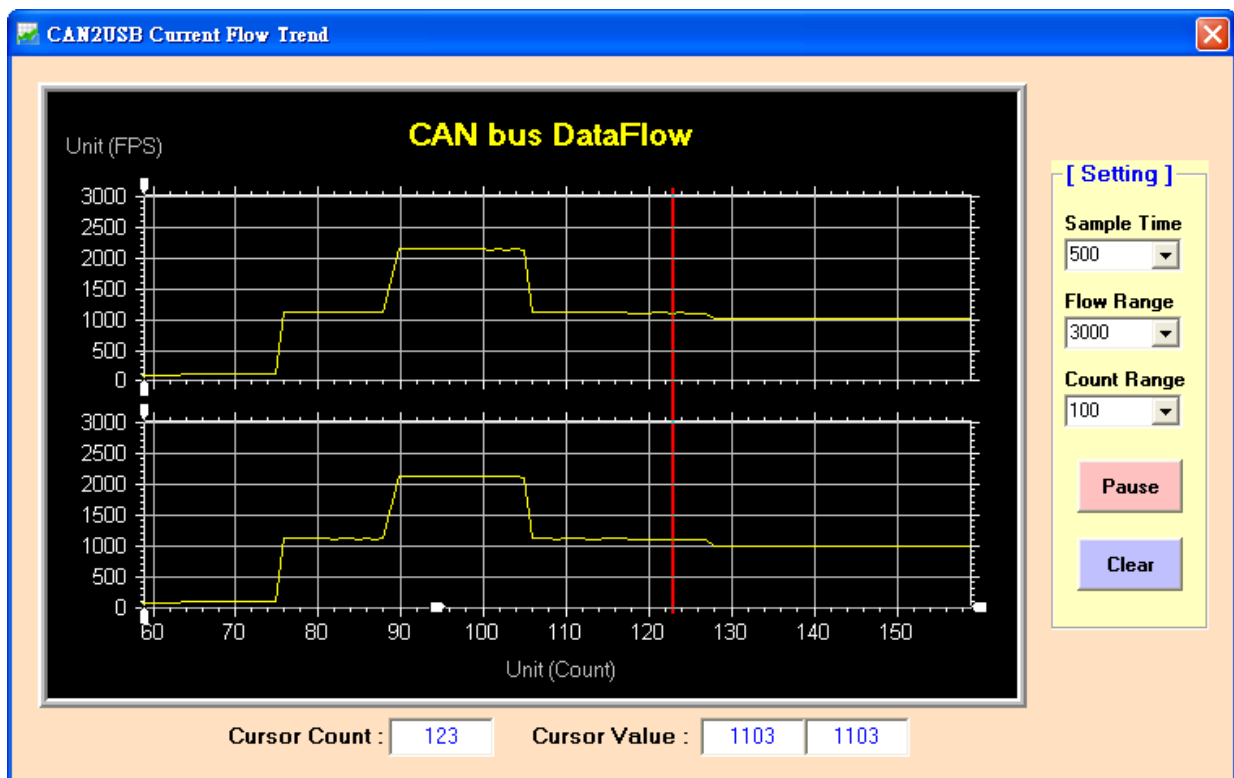 CAN2USB Current Flow Trend
CAN bus DataFlow
Unit (FPS)
3000
2500
2000
1500
1000
500
0
3000
2500
2000
1500
1000
500
0
60 70 80 90 100 110 120 130 140 150
Unit (Count)
[ Setting ]
Sample Time
500
Flow Range
3000
Count Range
100
Pause
Clear
Cursor Count : 123 Cursor Value : 1103 1103